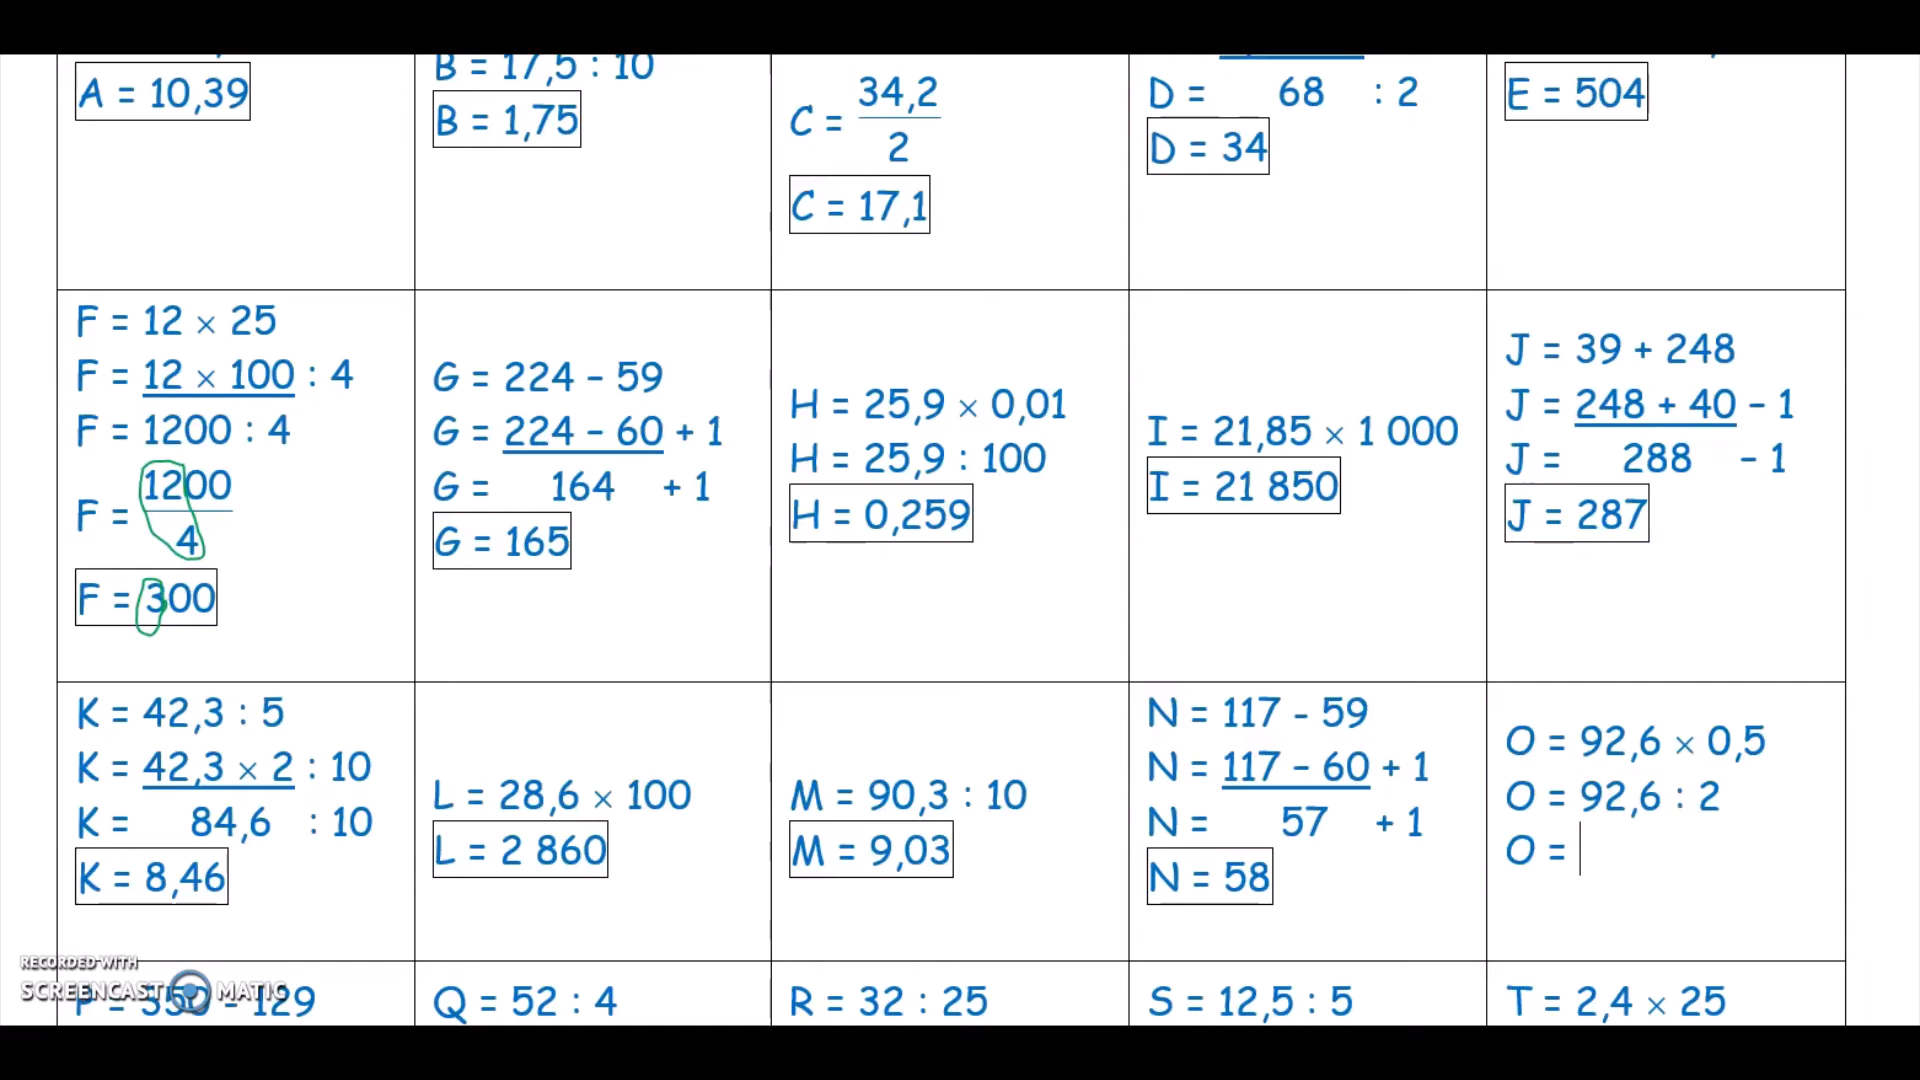 A = 10,39
B = 17,5 : 10
B = 1,75
C = 34,2
2
C = 17,1
D = 68 : 2
D = 34
E = 504
F = 12 × 25
F = 12 × 100 : 4
F = 1200 : 4
F = 1200
4
F = 300
G = 224 – 59
G = 224 – 60 + 1
G = 164 + 1
G = 165
H = 25,9 × 0,01
H = 25,9 : 100
H = 0,259
I = 21,85 × 1 000
I = 21 850
J = 39 + 248
J = 248 + 40 – 1
J = 288 – 1
J = 287
K = 42,3 : 5
K = 42,3 × 2 : 10
K = 84,6 : 10
K = 8,46
L = 28,6 × 100
L = 2 860
M = 90,3 : 10
M = 9,03
N = 117 - 59
N = 117 – 60 + 1
N = 57 + 1
N = 58
O = 92,6 × 0,5
O = 92,6 : 2
O =
P = 350 - 129
Q = 52 : 4
R = 32 : 25
S = 12,5 : 5
T = 2,4 × 25
RECORDED WITH
SCREENCAST MATIC